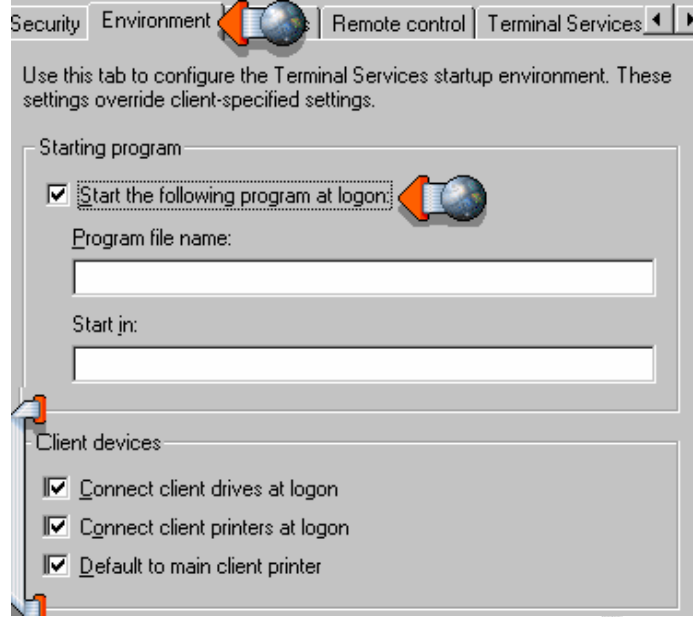 Security Environment Remote control Terminal Services
Use this tab to configure the Terminal Services startup environment. These
settings override client-specified settings.
Starting program
Start the following program at logon:
Program file name:
Start in:
Client devices
Connect client drives at logon
Connect client printers at logon
Default to main client printer